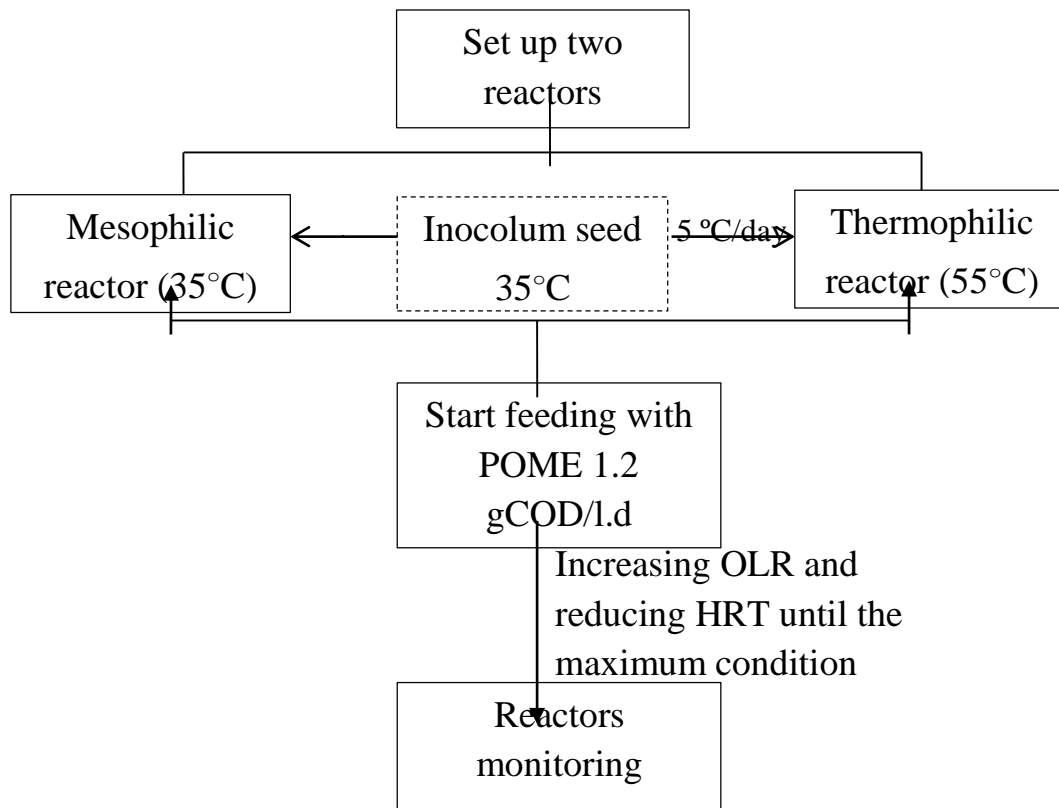 Set up two
reactors
Mesophilic
reactor (35°C)
Inocolum seed
35°C
5 ºC/day
Thermophilic
reactor (55°C)
Start feeding with
POME 1.2
gCOD/l.d
Increasing OLR and
reducing HRT until the
maximum condition
Reactors
monitoring